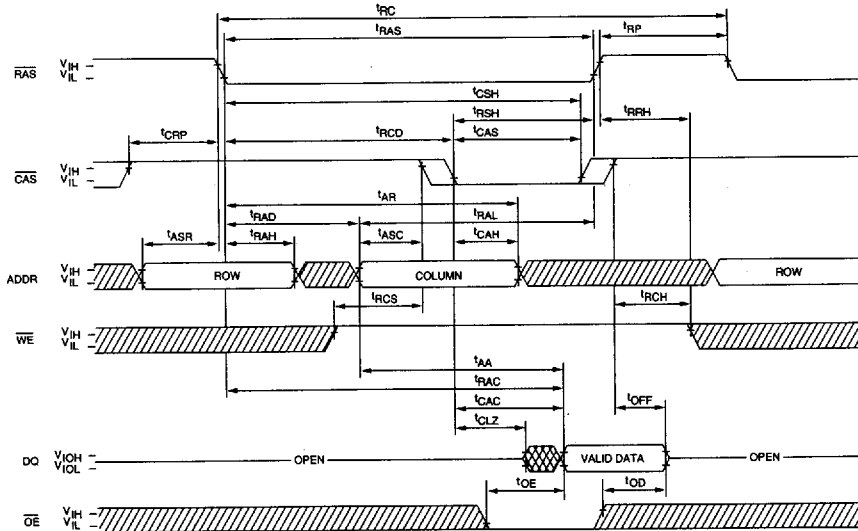 tRC
tRAS
tRP
RAS
VIH
VIL
tCSH
tRSH
tRRH
tCRP
tRCD
tCAS
CAS
VIH
VIL
tAR
tRAD
tRAL
tASR
tRAH
tASC
tCAH
ADDR
VIH
VIL
ROW
COLUMN
ROW
tRCS
tRCH
WE
VIH
VIL
tAA
tRAC
tCAC
tOFF
tCLZ
DQ
VIOH
VIOL
OPEN
VALID DATA
OPEN
tOE
tOD
OE
VIH
VIL